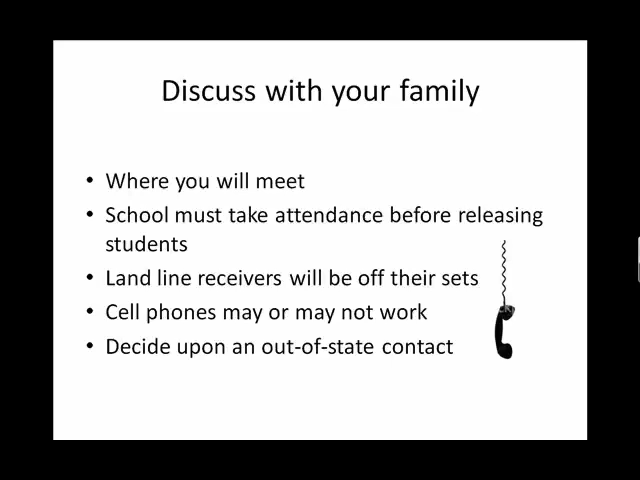 Discuss with your family
• Where you will meet
• School must take attendance before releasing
students
• Land line receivers will be off their sets
• Cell phones may or may not work
• Decide upon an out-of-state contact